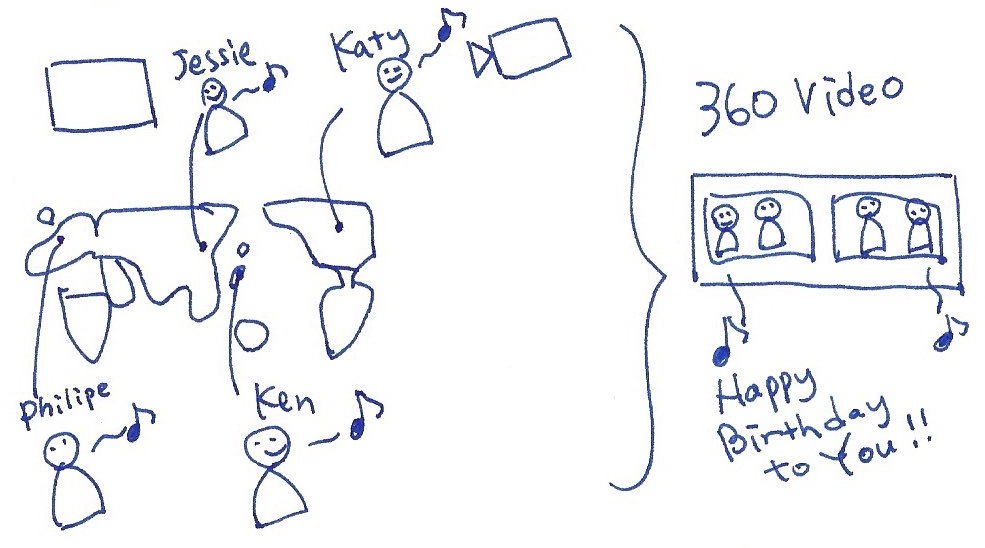 Jessie
Katy
360 Video
Philipe
Ken
Happy
Birthday
to You!!